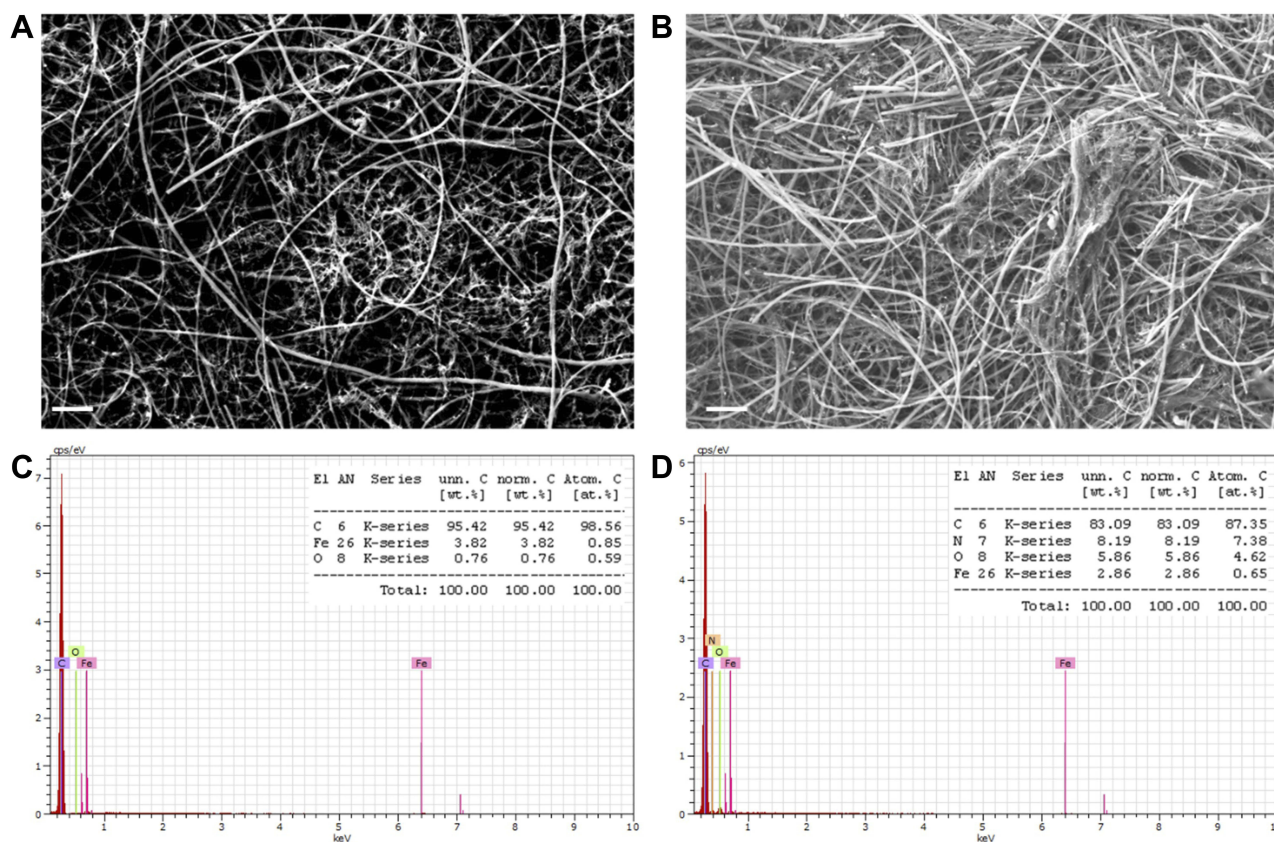 A
B
C
cps/eV
El AN Series unn. C norm. C Atom. C
[wt.%] [wt.%] [at.%]
C 6 K-series 95.42 95.42 98.56
Fe 26 K-series 3.82 3.82 0.85
O 8 K-series 0.76 0.76 0.59
Total: 100.00 100.00 100.00
7
6
5
4
3
2
1
0
O
C Fe
Fe
1 2 3 4 5 6 7 8 9 10
keV
D
cps/eV
El AN Series unn. C norm. C Atom. C
[wt.%] [wt.%] [at.%]
C 6 K-series 83.09 83.09 87.35
N 7 K-series 8.19 8.19 7.38
O 8 K-series 5.86 5.86 4.62
Fe 26 K-series 2.86 2.86 0.65
Total: 100.00 100.00 100.00
6
5
4
3
2
1
0
N
O
C Fe
Fe
1 2 3 4 5 6 7 8 9
keV